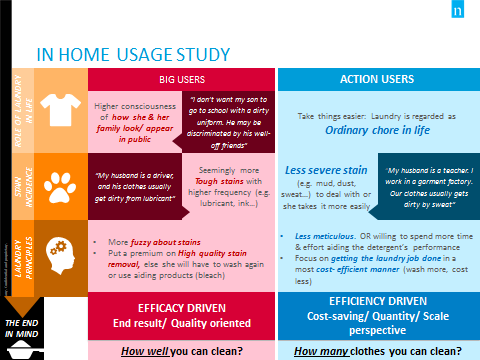 n
IN HOME USAGE STUDY
BIG USERS
ACTION USERS
ROLE OF LAUNDRY
IN LIFE
Higher consciousness
of how she & her
family look/ appear
in public
"I don't want my son to
go to school with a dirty
uniform. He may be
discriminated by his well-
off friends"
Take things easier: Laundry is regarded as
Ordinary chore in life
STAIN
INCIDENCE
"My husband is a driver,
and his clothes usually
get dirty from lubricant"
Seemingly more
Tough stains with
higher frequency (e.g.
lubricant, ink...)
Less severe stain
(e.g. mud, dust,
sweat...) to deal with or
she takes it more easily
"My husband is a teacher. I
work in a garment factory.
Our clothes usually gets
dirty by sweat"
LAUNDRY
PRINCIPLES
• More fuzzy about stains
• Put a premium on High quality stain
removal, else she will have to wash again
or use aiding products (bleach)
• Less meticulous. OR willing to spend more time
& effort aiding the detergent's performance
• Focus on getting the laundry job done in a
most cost- efficient manner (wash more, cost
less)
THE END
IN MIND
EFFICACY DRIVEN
End result/ Quality oriented
EFFICIENCY DRIVEN
Cost-saving/ Quantity/ Scale
perspective
How well you can clean?
How many clothes you can clean?